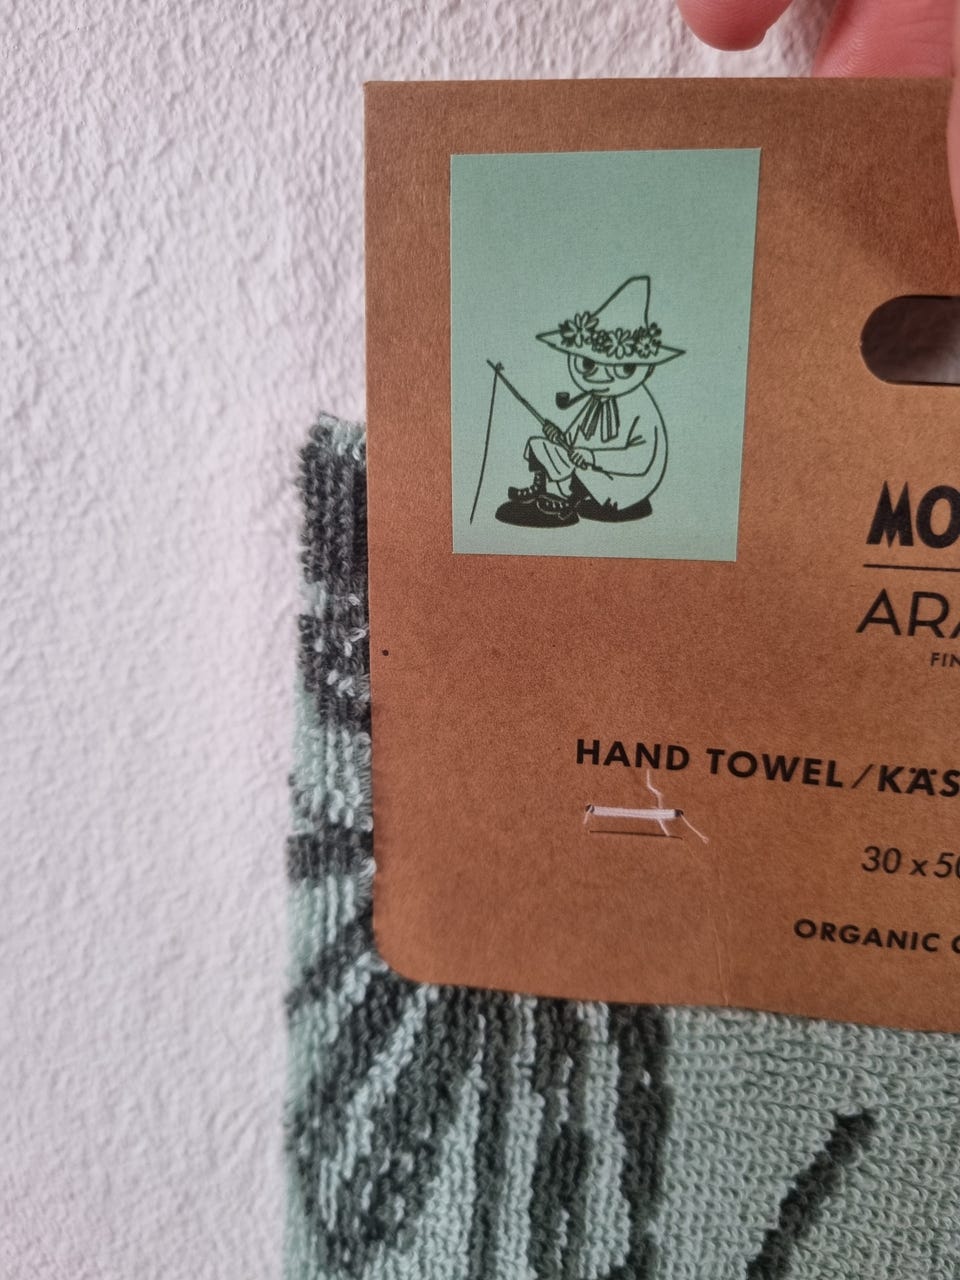 MO
ARA
FIN
HAND TOWEL/KÄS
30 x 50
ORGANIC C